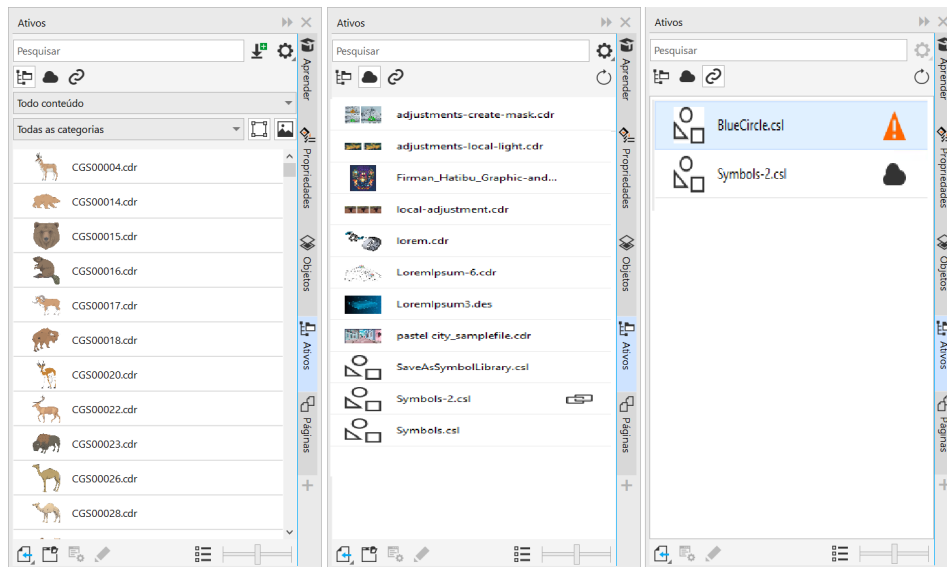 Ativos
Pesquisar
Todo conteúdo
Todas as categorias
CGS00004.cdr
CGS00014.cdr
CGS00015.cdr
CGS00016.cdr
CGS00017.cdr
CGS00018.cdr
CGS00020.cdr
CGS00022.cdr
CGS00023.cdr
CGS00026.cdr
CGS00028.cdr
Aprender
Propriedades
Objetos
Ativos
Páginas
Ativos
Pesquisar
adjustments-create-mask.cdr
adjustments-local-light.cdr
Firman_Hatibu_Graphic-and...
local-adjustment.cdr
lorem.cdr
LoremIpsum-6.cdr
LoremIpsum3.des
pastel city_samplefile.cdr
SaveAsSymbolLibrary.csl
Symbols-2.csl
Symbols.csl
Aprender
Propriedades
Objetos
Ativos
Páginas
Ativos
Pesquisar
BlueCircle.csl
Symbols-2.csl
Aprender
Propriedades
Objetos
Ativos
Páginas